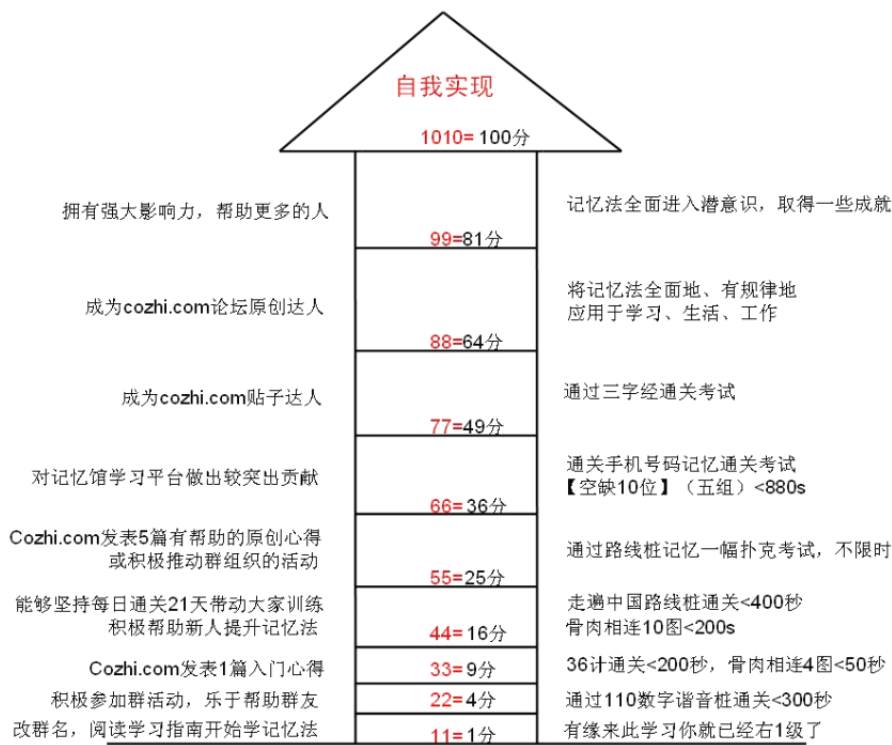 自我实现
1010= 100分
拥有强大影响力，帮助更多的人
记忆法全面进入潜意识，取得一些成就
99=81分
成为cozhi.com论坛原创达人
将记忆法全面地、有规律地
应用于学习、生活、工作
88=64分
成为cozhi.com贴子达人
通过三字经通关考试
77=49分
对记忆馆学习平台做出较突出贡献
通关手机号码记忆通关考试
【空缺10位】（五组）<880s
66=36分
Cozhi.com发表5篇有帮助的原创心得
或积极推动群组织的活动
通过路线桩记忆一幅扑克考试，不限时
55=25分
能够坚持每日通关21天带动大家训练
积极帮助新人提升记忆法
走遍中国路线桩通关<400秒
骨肉相连10图<200s
44=16分
Cozhi.com发表1篇入门心得
33=9分
36计通关<200秒，骨肉相连4图<50秒
积极参加群活动，乐于帮助群友
22=4分
通过110数字谐音桩通关<300秒
改群名，阅读学习指南开始学记忆法
11=1分
有缘来此学习你就已经右1级了